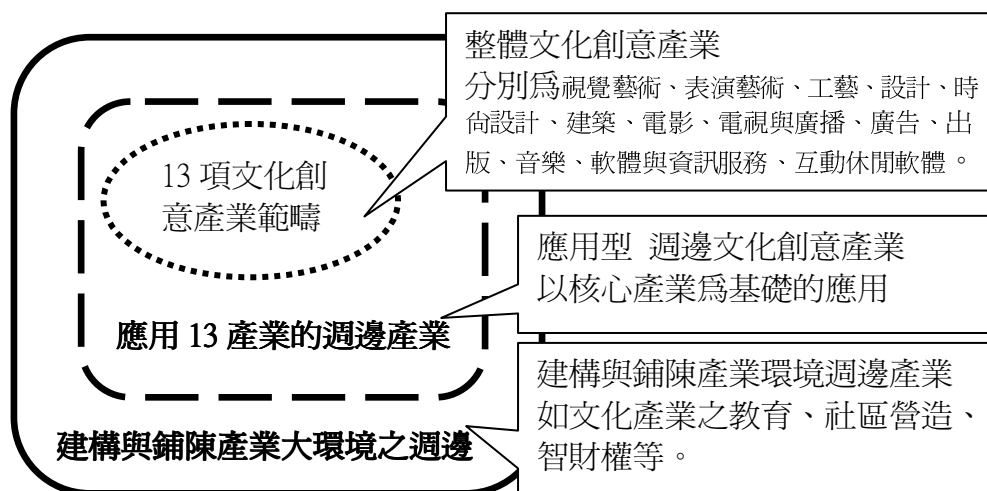 整體文化創意產業
分別爲視覺藝術、表演藝術、工藝、設計、時
尙設計、建築、電影、電視與廣播、廣告、出
版、音樂、軟體與資訊服務、互動休閒軟體。
13 項文化創
意產業範疇
應用型 週邊文化創意產業
以核心產業爲基礎的應用
應用 13 產業的週邊產業
建構與鋪陳產業環境週邊產業
如文化產業之教育、社區營造、
智財權等。
建構與鋪陳產業大環境之週邊